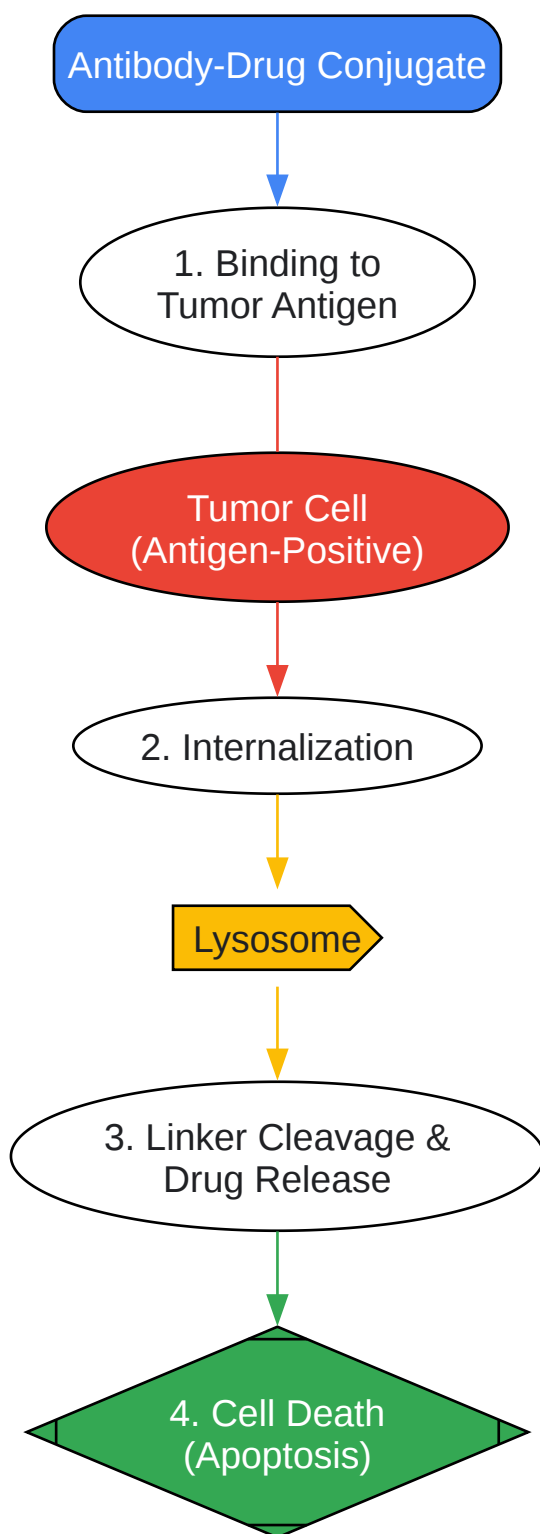 Antibody-Drug Conjugate
1. Binding to
Tumor Antigen
Tumor Cell
(Antigen-Positive)
2. Internalization
Lysosome
3. Linker Cleavage &
Drug Release
4. Cell Death
(Apoptosis)